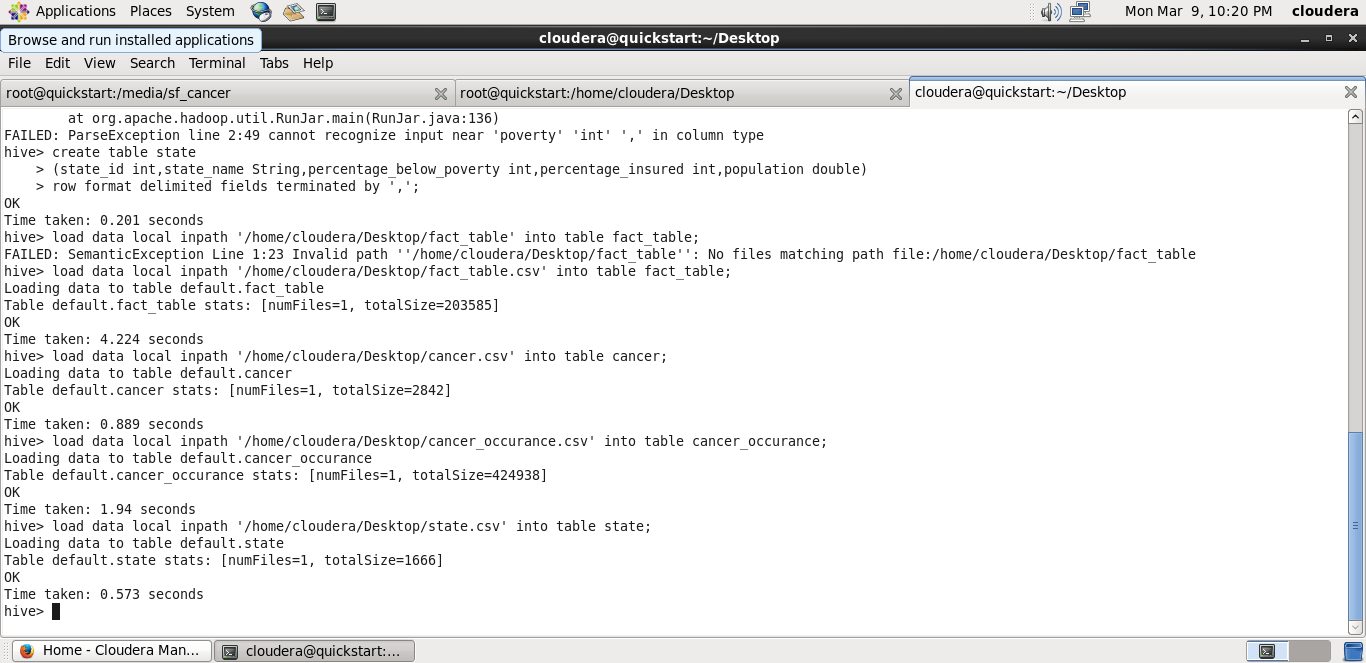 Applications Places System Mon Mar 9, 10:20 PM cloudera
Browse and run installed applications
cloudera@quickstart:~/Desktop
File Edit View Search Terminal Tabs Help
root@quickstart:/media/sf_cancer root@quickstart:/home/cloudera/Desktop cloudera@quickstart:~/Desktop
at org.apache.hadoop.util.RunJar.main(RunJar.java:136)
FAILED: ParseException line 2:49 cannot recognize input near 'poverty' 'int' ',' in column type
hive> create table state
    > (state_id int,state_name String,percentage_below_poverty int,percentage_insured int,population double)
    > row format delimited fields terminated by ',';
OK
Time taken: 0.201 seconds
hive> load data local inpath '/home/cloudera/Desktop/fact_table' into table fact_table;
FAILED: SemanticException Line 1:23 Invalid path ''/home/cloudera/Desktop/fact_table'': No files matching path file:/home/cloudera/Desktop/fact_table
hive> load data local inpath '/home/cloudera/Desktop/fact_table.csv' into table fact_table;
Loading data to table default.fact_table
Table default.fact_table stats: [numFiles=1, totalSize=203585]
OK
Time taken: 4.224 seconds
hive> load data local inpath '/home/cloudera/Desktop/cancer.csv' into table cancer;
Loading data to table default.cancer
Table default.cancer stats: [numFiles=1, totalSize=2842]
OK
Time taken: 0.889 seconds
hive> load data local inpath '/home/cloudera/Desktop/cancer_occurance.csv' into table cancer_occurance;
Loading data to table default.cancer_occurance
Table default.cancer_occurance stats: [numFiles=1, totalSize=424938]
OK
Time taken: 1.94 seconds
hive> load data local inpath '/home/cloudera/Desktop/state.csv' into table state;
Loading data to table default.state
Table default.state stats: [numFiles=1, totalSize=1666]
OK
Time taken: 0.573 seconds
hive>
Home - Cloudera Man... cloudera@quickstart:...